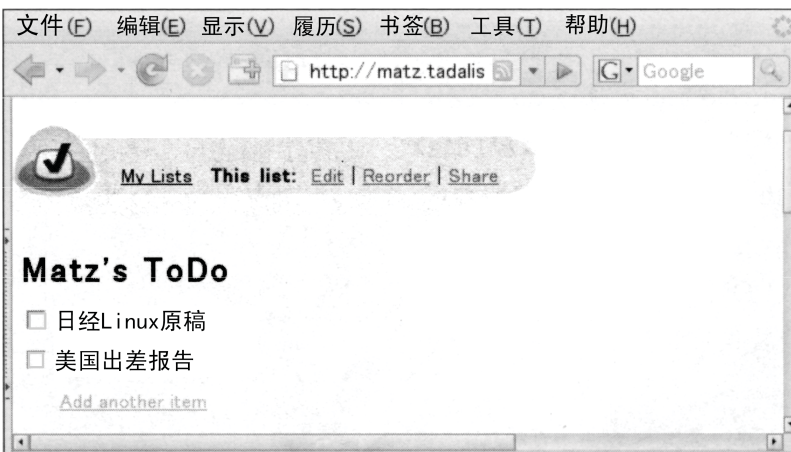 文件(F) 编辑(E) 显示(V) 履历(S) 书签(B) 工具(T) 帮助(H)
http://matz.tadalis G Google
My Lists This list: Edit | Reorder | Share
Matz's ToDo
日经Linux原稿
美国出差报告
Add another item